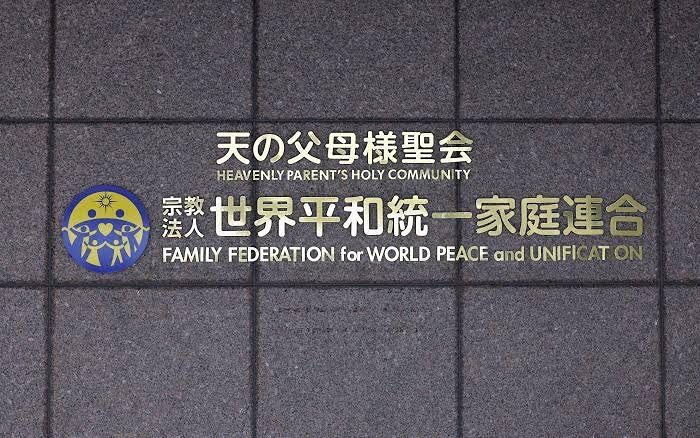 天の父母様聖会
HEAVENLY PARENT'S HOLY COMMUNITY
宗教法人 世界平和統一家庭連合
FAMILY FEDERATION for WORLD PEACE and UNIFICAT ON